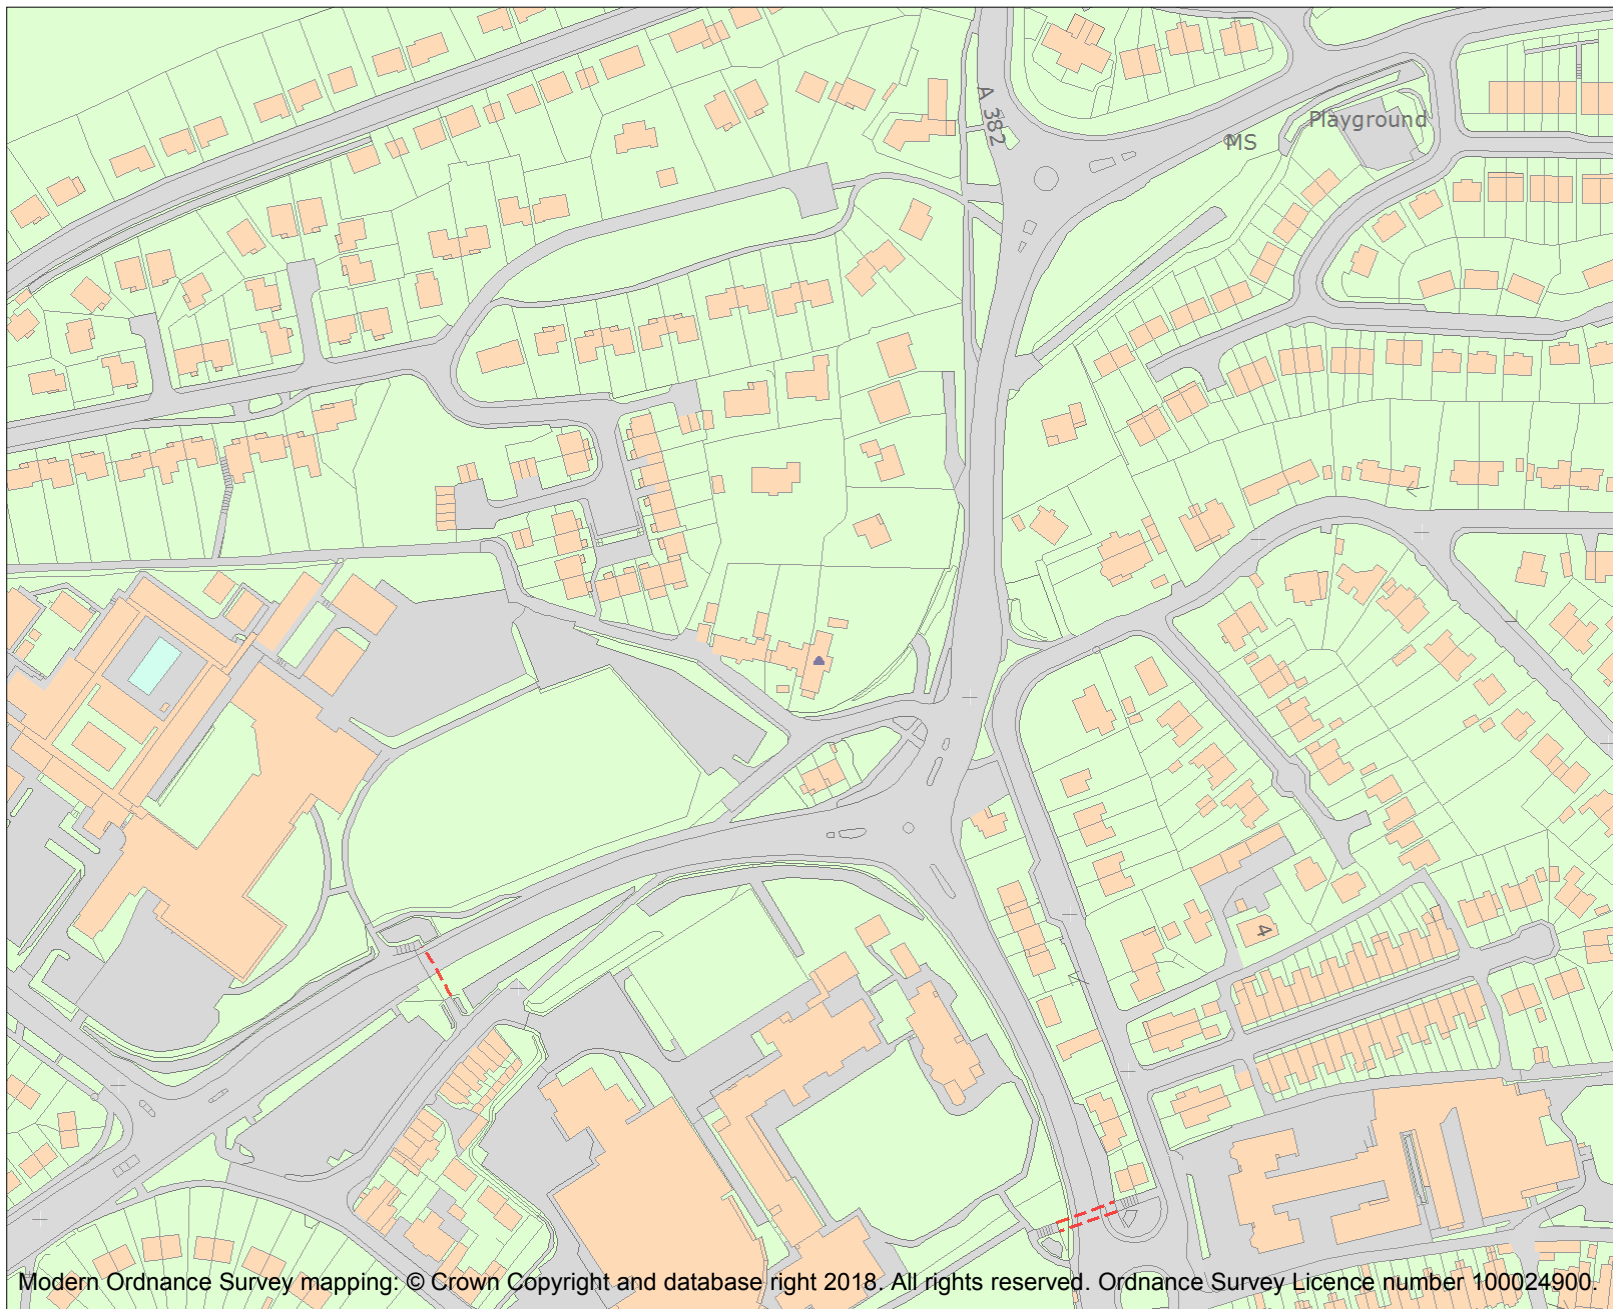 A 382
Playground
MS
4
Modern Ordnance Survey mapping: © Crown Copyright and database right 2018. All rights reserved. Ordnance Survey Licence number 100024900.